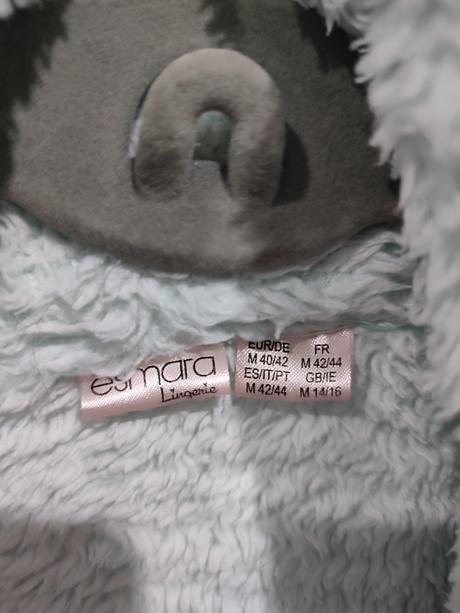 esmara
Lingerie
EUR/DE FR
M 40/42 M 42/44
ES/IT/PT GB/IE
M 42/44 M 14/16